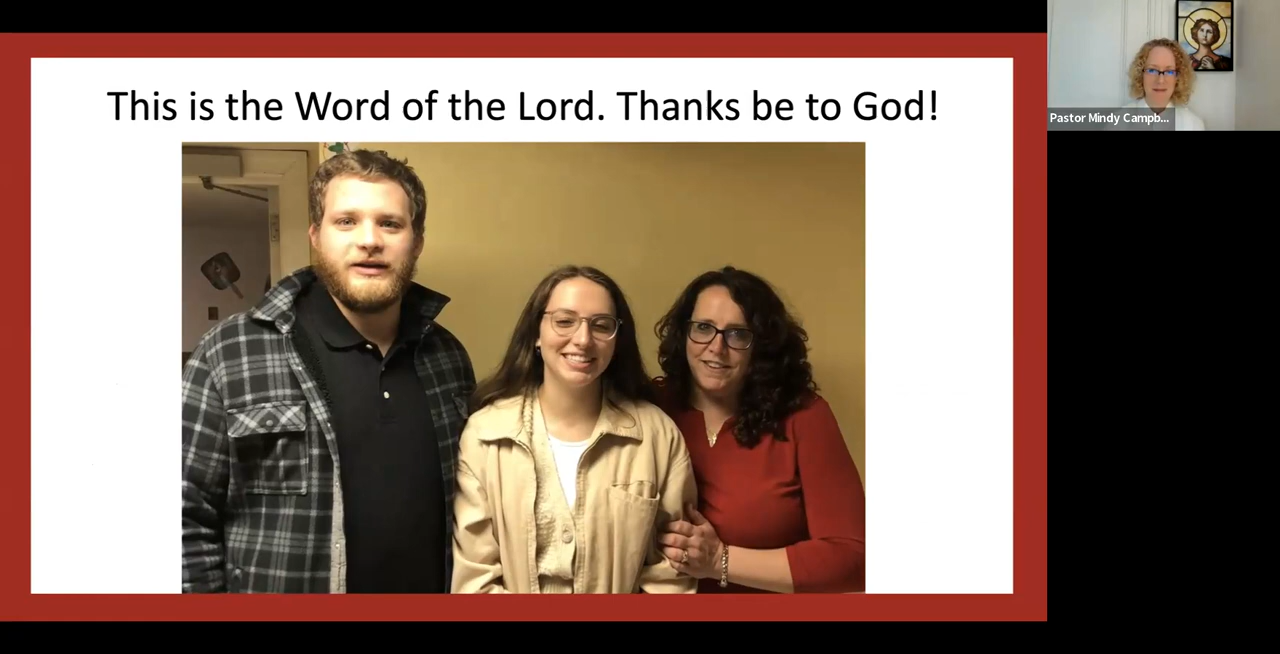 This is the Word of the Lord. Thanks be to God!
Pastor Mindy Campb...